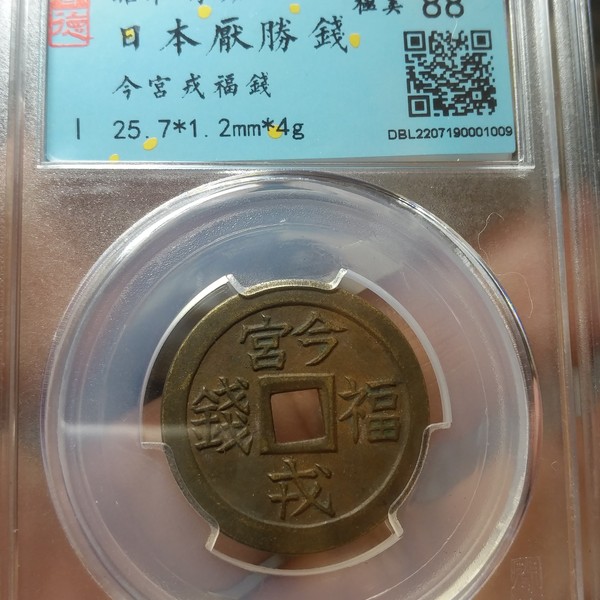 德
極美 88
日本厭勝錢
今宮戎福錢
25.7*1.2mm*4g
DBL2207190001009
今宮
福
戎
錢